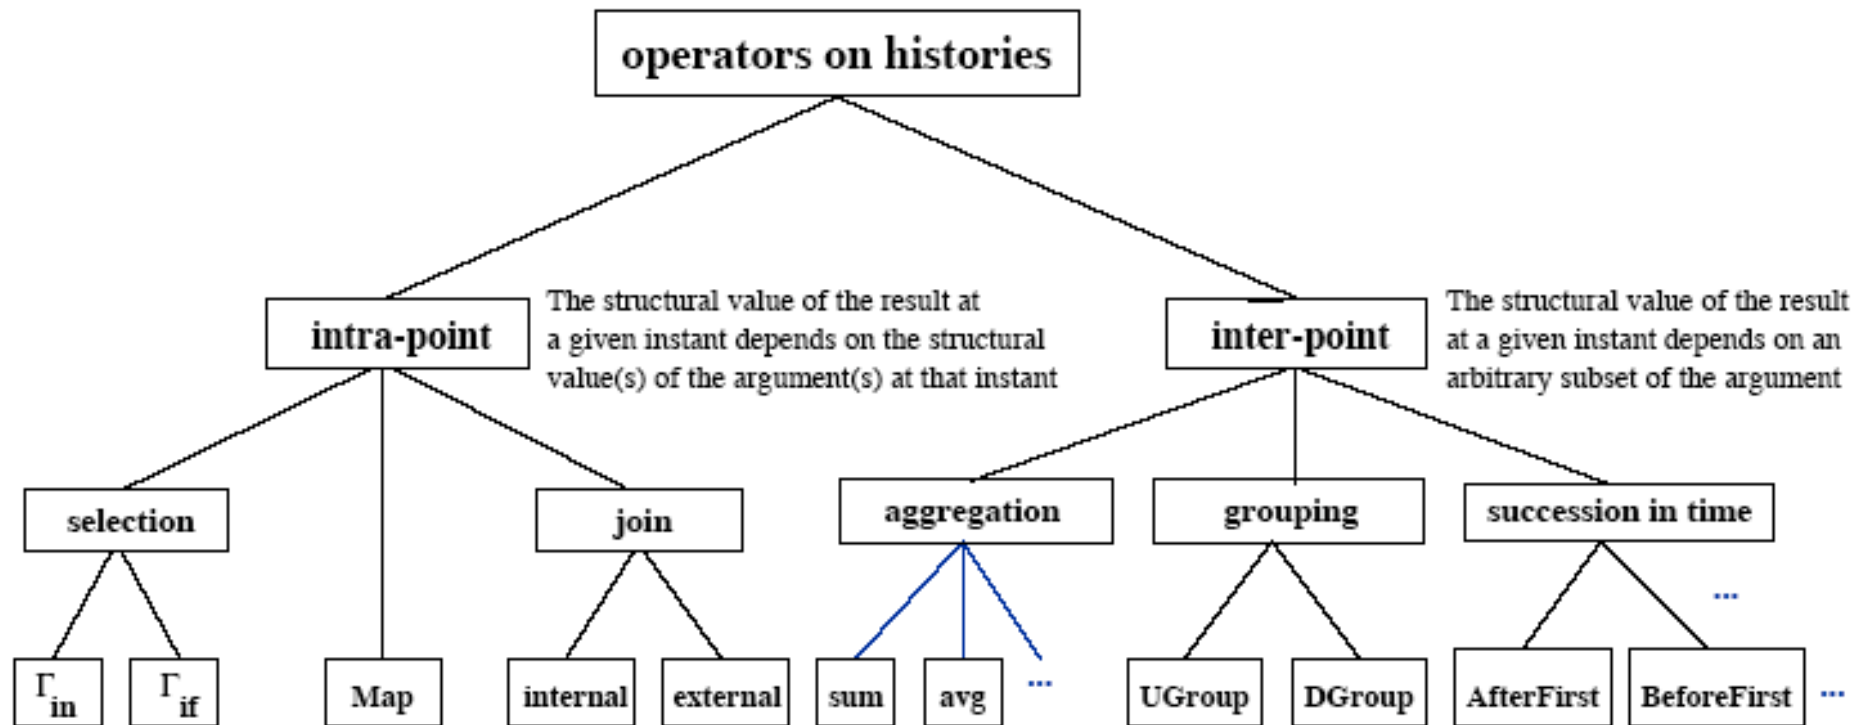 operators on histories
intra-point
The structural value of the result at
a given instant depends on the structural
value(s) of the argument(s) at that instant
inter-point
The structural value of the result
at a given instant depends on an
arbitrary subset of the argument
selection
join
aggregation
grouping
succession in time
...
Γin
Γif
Map
internal
external
sum
avg
...
UGroup
DGroup
AfterFirst
BeforeFirst
...